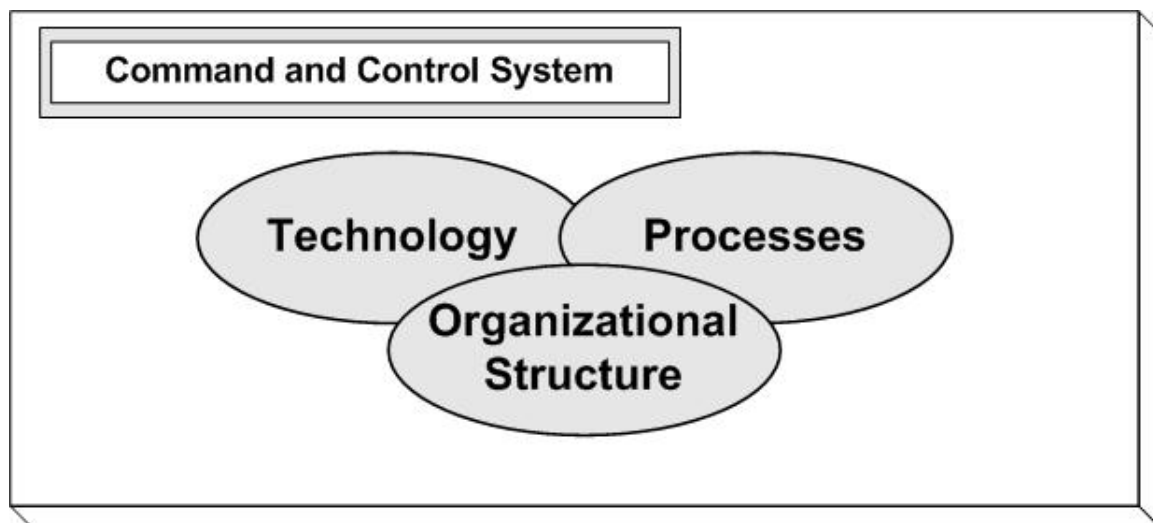 Command and Control System
Technology
Processes
Organizational
Structure